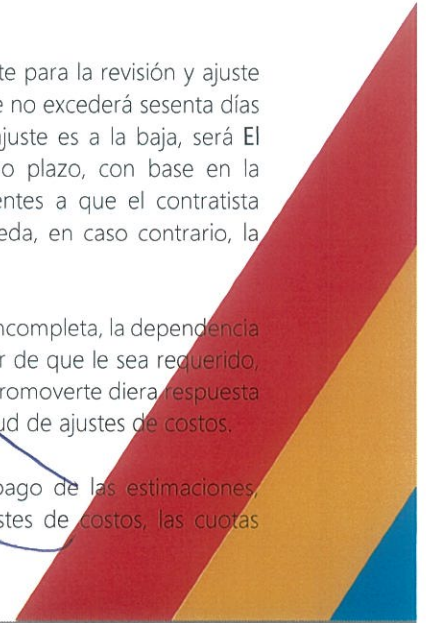 te para la revisión y ajuste
e no excederá sesenta días
ajuste es a la baja, será El
o plazo, con base en la
entes a que el contratista
eda, en caso contrario, la
ncompleta, la dependencia
r de que le sea requerido,
romoverte diera respuesta
ud de ajustes de costos.
pago de las estimaciones,
stes de costos, las cuotas